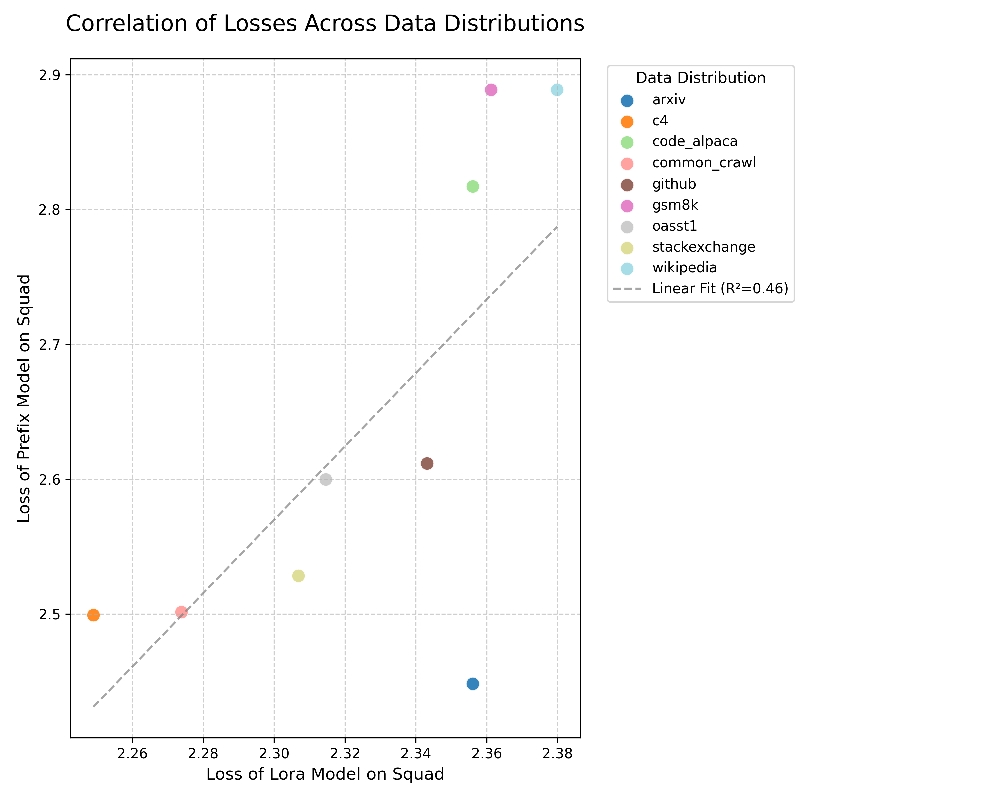 Correlation of Losses Across Data Distributions
2.9
2.8
2.7
2.6
2.5
Loss of Prefix Model on Squad
2.26
2.28
2.30
2.32
2.34
2.36
2.38
Loss of Lora Model on Squad
Data Distribution
arxiv
c4
code_alpaca
common_crawl
github
gsm8k
oasst1
stackexchange
wikipedia
Linear Fit (R²=0.46)